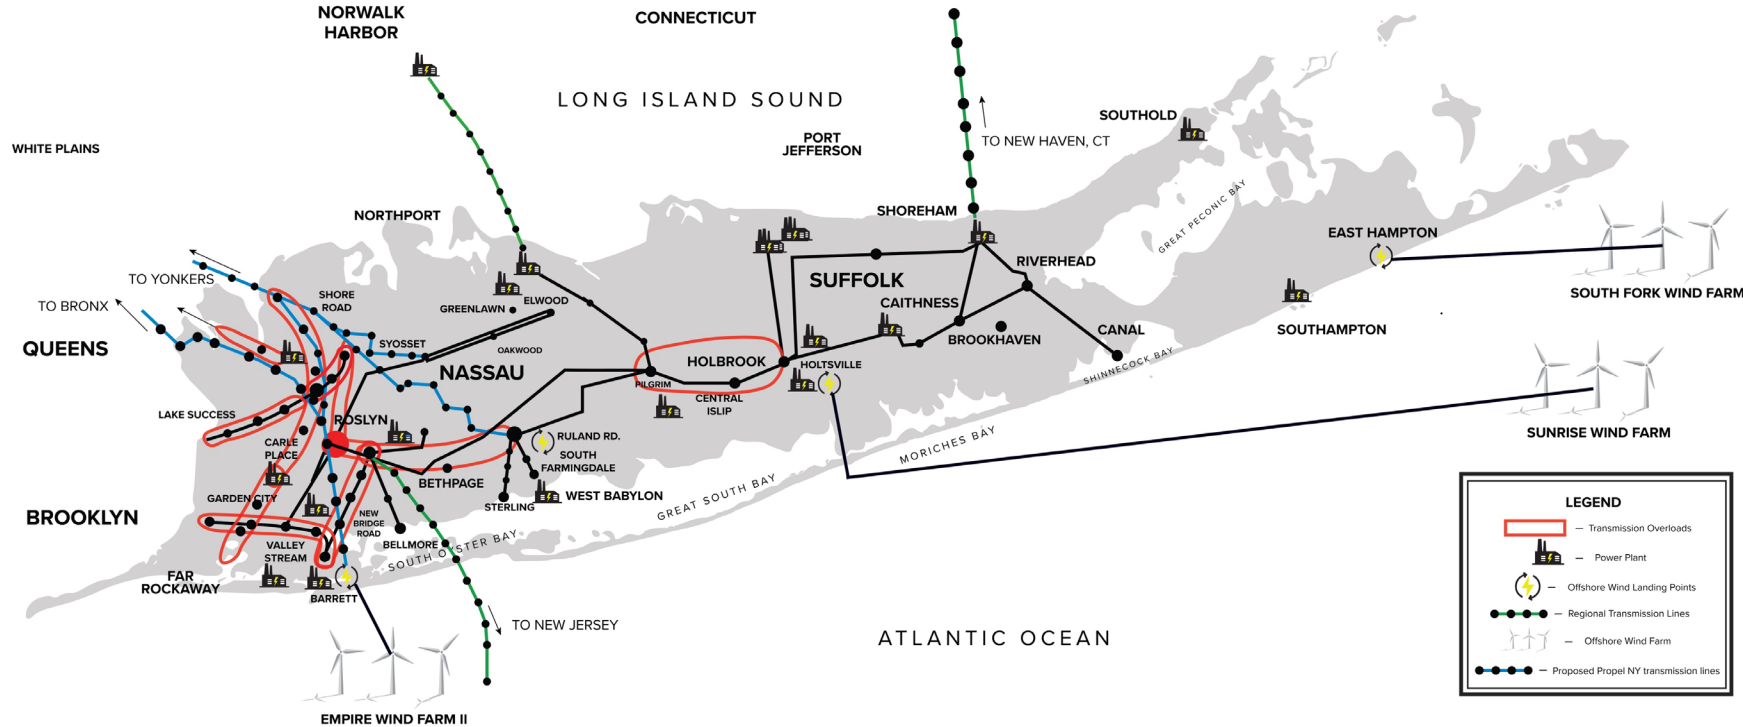 NORWALK
HARBOR
CONNECTICUT
LONG ISLAND SOUND
SOUTHOLD
PORT
JEFFERSON
TO NEW HAVEN, CT
WHITE PLAINS
NORTHPORT
SHOREHAM
GREAT PECONIC BAY
EAST HAMPTON
TO YONKERS
RIVERHEAD
SUFFOLK
SOUTH FORK WIND FARM
SHORE
ROAD
ELWOOD
GREENLAWN
CAITHNESS
TO BRONX
SOUTHAMPTON
CANAL
BROOKHAVEN
QUEENS
SYOSSET
OAKWOOD
NASSAU
HOLBROOK
HOLTSVILLE
SHINNECOCK BAY
PILGRIM
CENTRAL
ISLIP
LAKE SUCCESS
ROSLYN
CARLE
PLACE
RULAND RD.
SOUTH
FARMINGDALE
MORICHES BAY
SUNRISE WIND FARM
BETHPAGE
GREAT SOUTH BAY
WEST BABYLON
STERLING
GARDEN CITY
BROOKLYN
NEW
BRIDGE
ROAD
VALLEY
STREAM
BELLMORE
SOUTH OYSTER BAY
FAR
ROCKAWAY
BARRETT
TO NEW JERSEY
ATLANTIC OCEAN
EMPIRE WIND FARM II
LEGEND
— Transmission Overloads
— Power Plant
— Offshore Wind Landing Points
— Regional Transmission Lines
— Offshore Wind Farm
— Proposed Propel NY transmission lines